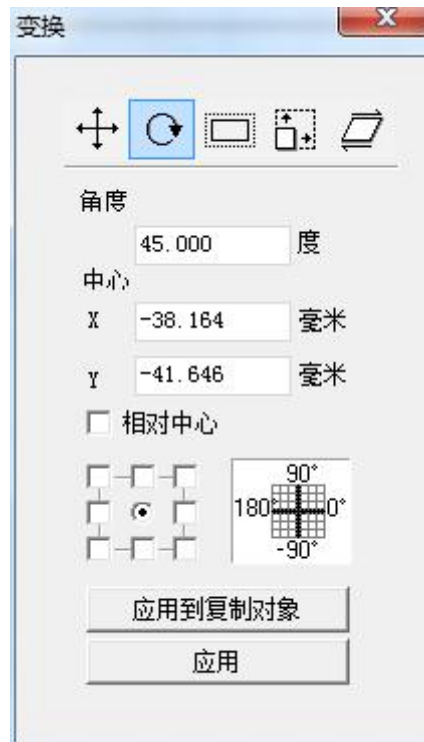 变换
角度
45.000 度
中心
X -38.164 毫米
Y -41.646 毫米
相对中心
90°
180° 0°
-90°
应用到复制对象
应用